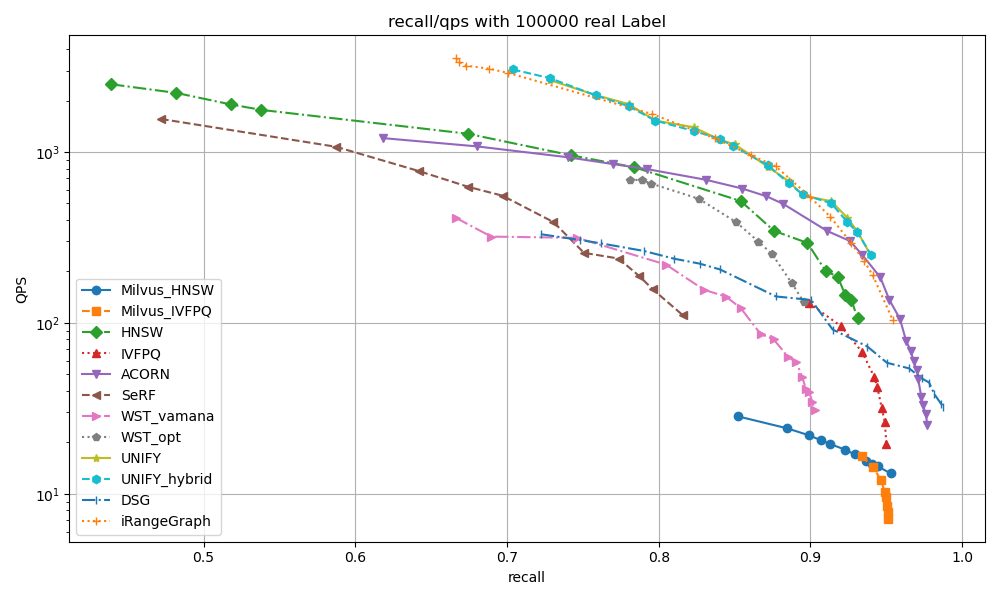 recall/qps with 100000 real Label
QPS
10³
10²
10¹
Milvus_HNSW
Milvus_IVFPQ
HNSW
IVFPQ
ACORN
SeRF
WST_vamana
WST_opt
UNIFY
UNIFY_hybrid
DSG
iRangeGraph
0.5 0.6 0.7 0.8 0.9 1.0
recall